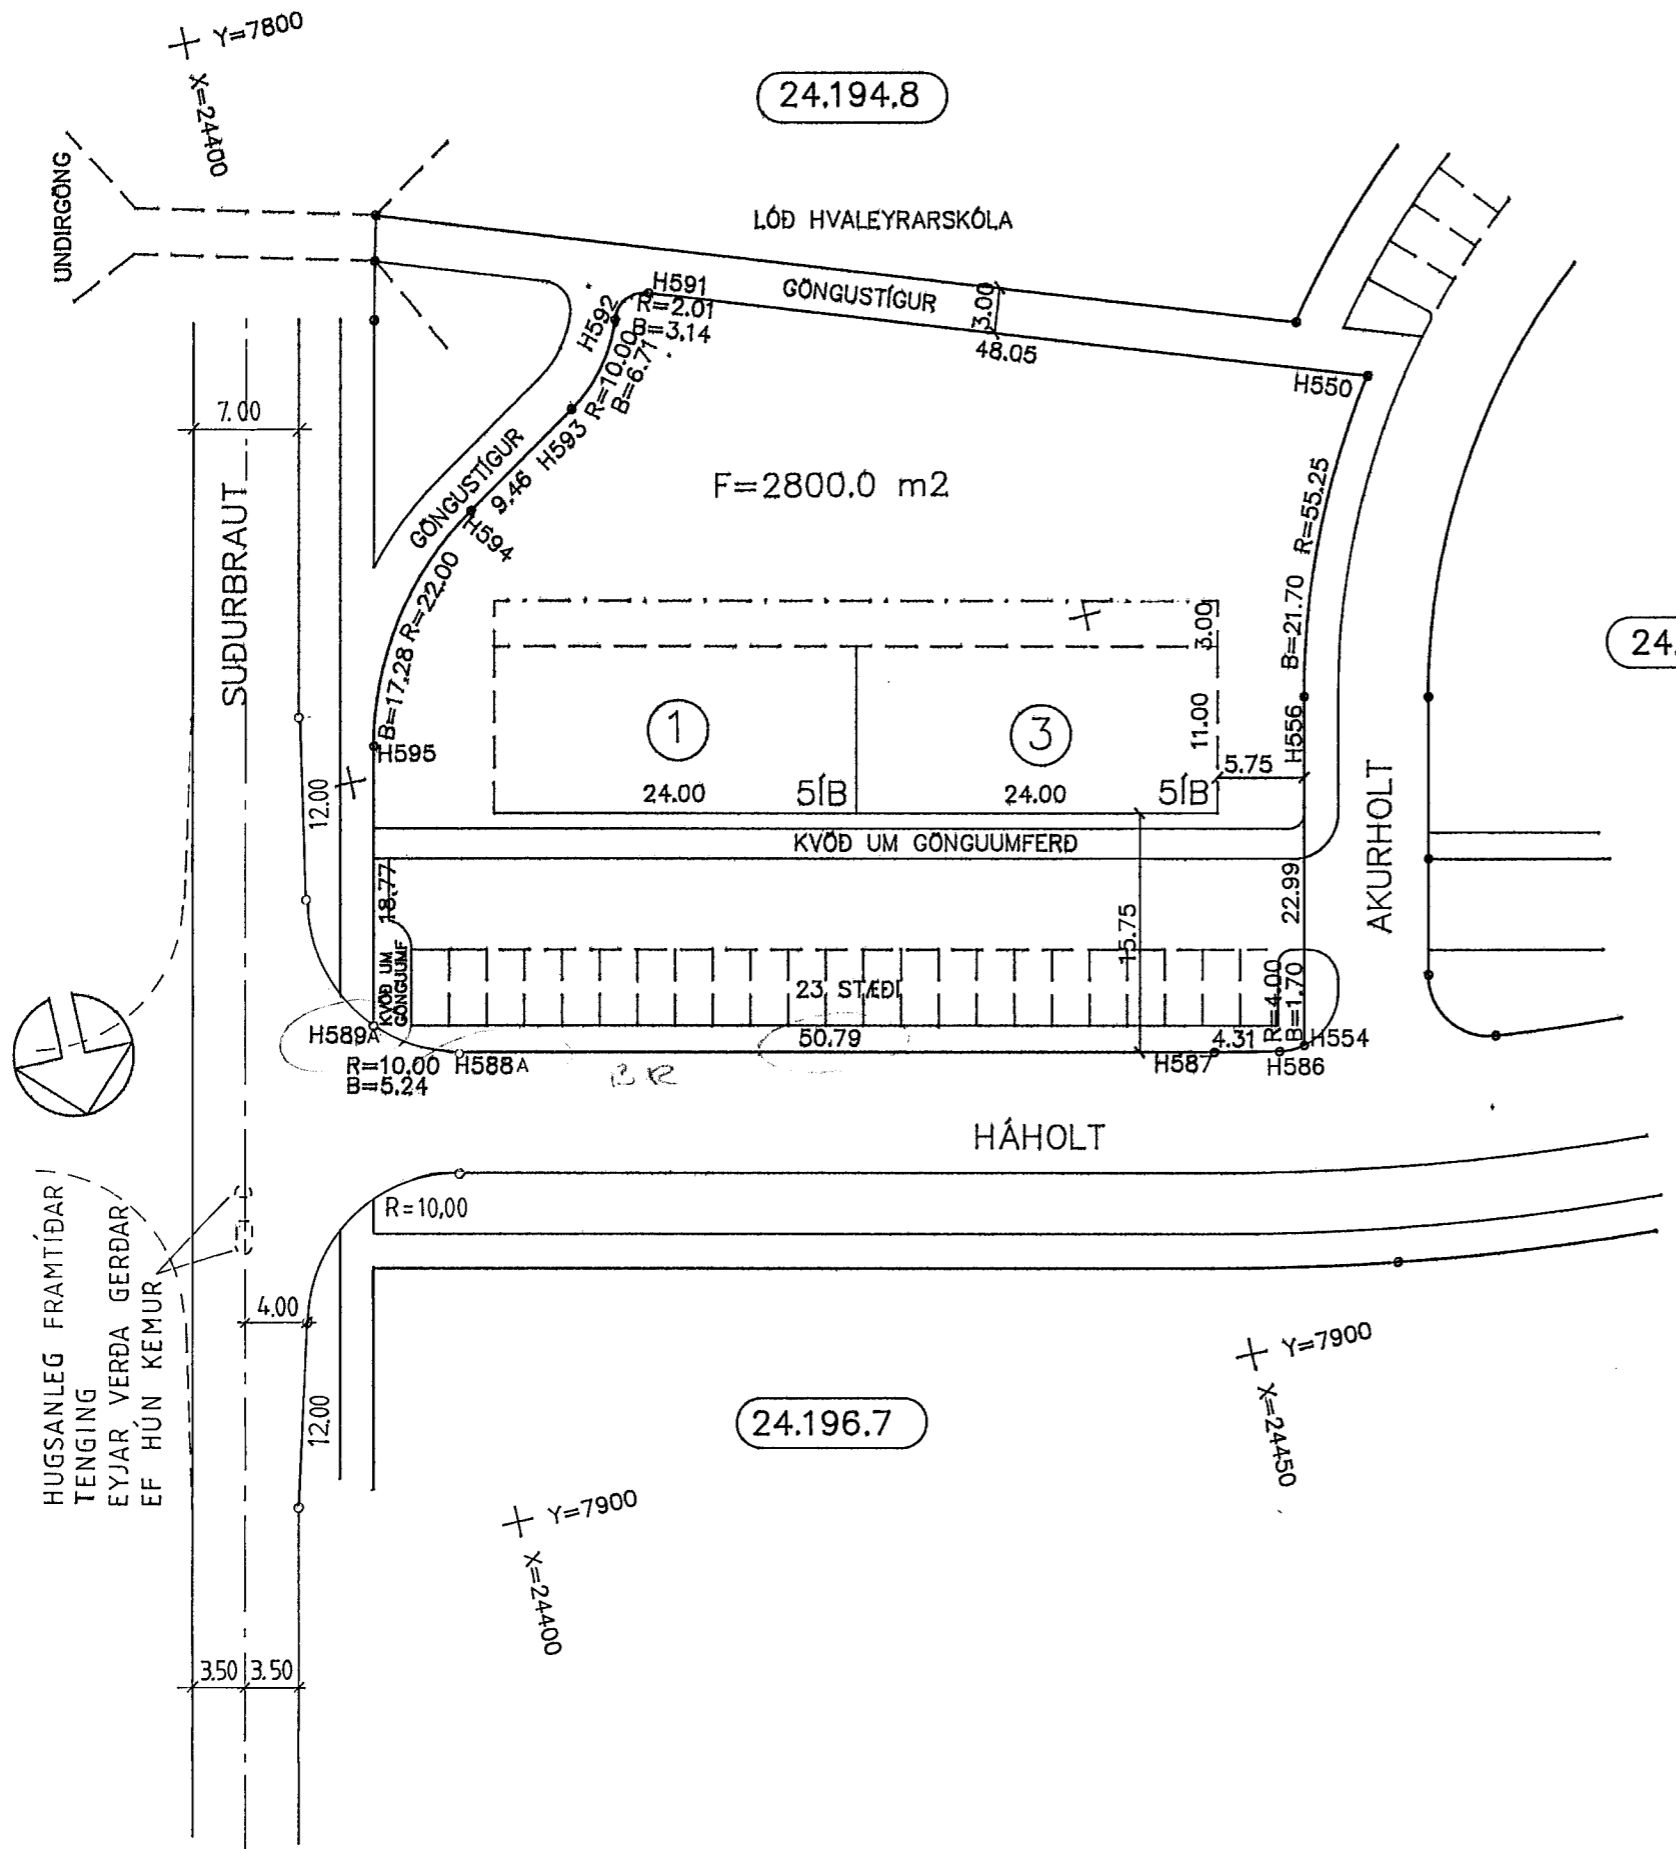 Y=7800
X=24400
24.194.8
UNDIRGÖNG
LÓÐ HVALEYRARSKÓLA
H591
R=2.01
B=3.14
H592
GÖNGUSTÍGUR
3.00
48.05
H550
R=10.00
B=6.71
H593
7.00
9.46
GÖNGUSTÍGUR
H594
F=2800.0 m2
SUÐURBRAUT
B=17.28 R=22.00
B=21.70 R=55.25
3.00
24.
1
3
11.00
H556
H595
5.75
12.00
24.00
5ÍB
24.00
5ÍB
KVÖÐ UM GÖNGUUMFERÐ
AKURHOLT
18.77
22.99
15.75
KVÖÐ UM
GÖNGUUMF
23 STÆÐI
R=4.00
B=1.70
H589A
50.79
4.31
H554
R=10.00
B=5.24
H588A
H587
H586
HÁHOLT
R=10,00
HUGSANLEG FRAMTÍÐAR
TENGING
EYJAR VERÐA GERÐAR
EF HÚN KEMUR
4.00
12.00
Y=7900
X=24450
24.196.7
Y=7900
X=24400
3.50
3.50